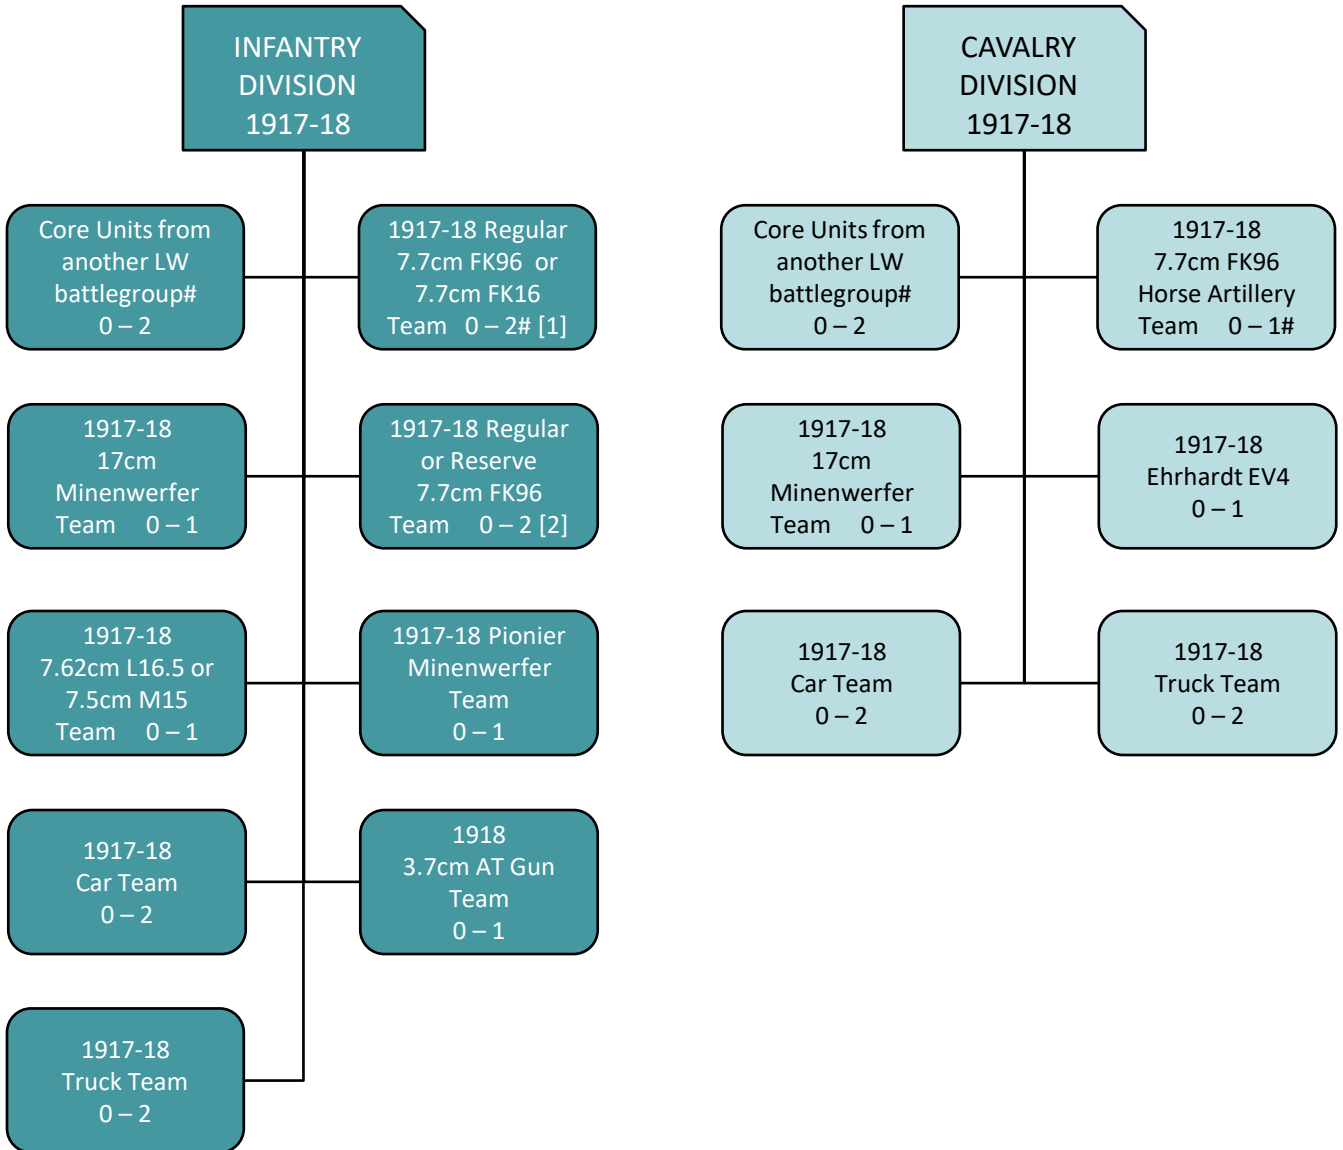 INFANTRY
DIVISION
1917-18
Core Units from
another LW
battlegroup#
0 – 2
1917-18 Regular
7.7cm FK96 or
7.7cm FK16
Team 0 – 2# [1]
1917-18
17cm
Minenwerfer
Team 0 – 1
1917-18 Regular
or Reserve
7.7cm FK96
Team 0 – 2 [2]
1917-18
7.62cm L16.5 or
7.5cm M15
Team 0 – 1
1917-18 Pionier
Minenwerfer
Team
0 – 1
1917-18
Car Team
0 – 2
1918
3.7cm AT Gun
Team
0 – 1
1917-18
Truck Team
0 – 2
CAVALRY
DIVISION
1917-18
Core Units from
another LW
battlegroup#
0 – 2
1917-18
7.7cm FK96
Horse Artillery
Team 0 – 1#
1917-18
17cm
Minenwerfer
Team 0 – 1
1917-18
Ehrhardt EV4
0 – 1
1917-18
Car Team
0 – 2
1917-18
Truck Team
0 – 2